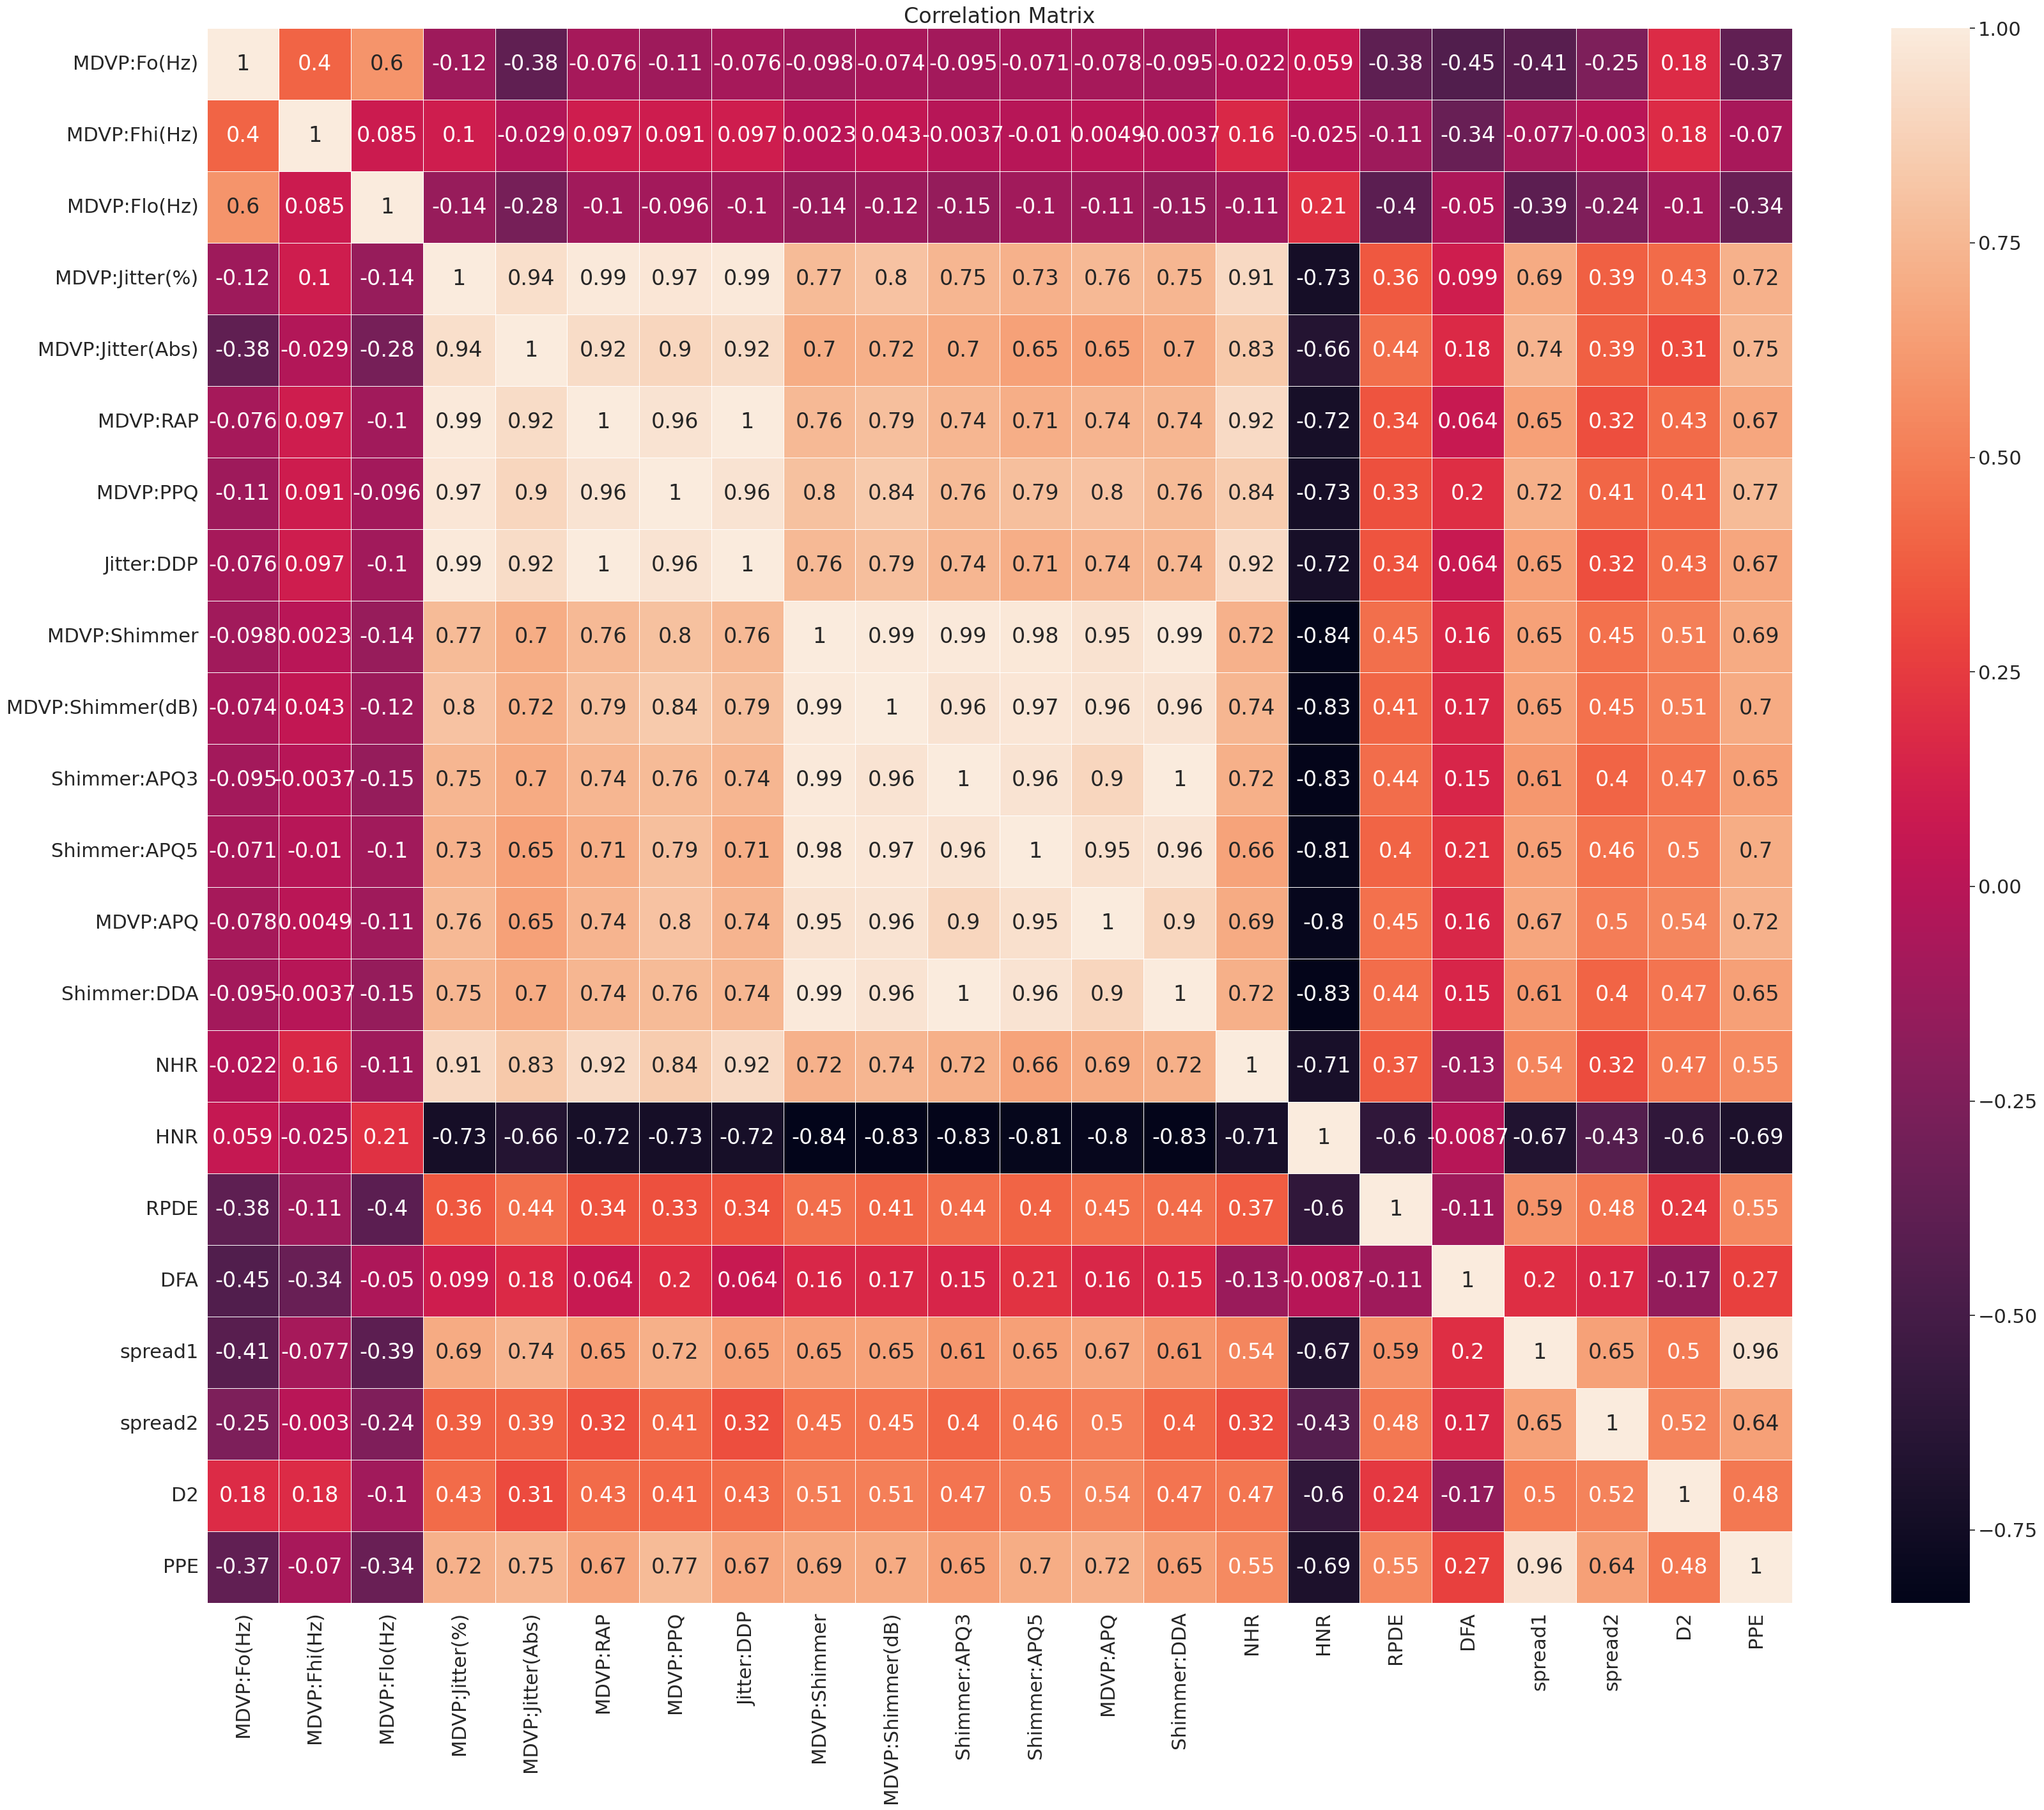 Correlation Matrix
MDVP:Fo(Hz) 1 0.4 0.6 -0.12 -0.38 -0.076 -0.11 -0.076 -0.098 -0.074 -0.095 -0.071 -0.078 -0.095 -0.022 0.059 -0.38 -0.45 -0.41 -0.25 0.18 -0.37
MDVP:Fhi(Hz) 0.4 1 0.085 0.1 -0.029 0.097 0.091 0.097 0.0023 0.043 -0.0037 -0.01 0.0049 -0.0037 0.16 -0.025 -0.11 -0.34 -0.077 -0.003 0.18 -0.07
MDVP:Flo(Hz) 0.6 0.085 1 -0.14 -0.28 -0.1 -0.096 -0.1 -0.14 -0.12 -0.15 -0.1 -0.11 -0.15 -0.11 0.21 -0.4 -0.05 -0.39 -0.24 -0.1 -0.34
MDVP:Jitter(%) -0.12 0.1 -0.14 1 0.94 0.99 0.97 0.99 0.77 0.8 0.75 0.73 0.76 0.75 0.91 -0.73 0.36 0.099 0.69 0.39 0.43 0.72
MDVP:Jitter(Abs) -0.38 -0.029 -0.28 0.94 1 0.92 0.9 0.92 0.7 0.72 0.7 0.65 0.65 0.7 0.83 -0.66 0.44 0.18 0.74 0.39 0.31 0.75
MDVP:RAP -0.076 0.097 -0.1 0.99 0.92 1 0.96 1 0.76 0.79 0.74 0.71 0.74 0.74 0.92 -0.72 0.34 0.064 0.65 0.32 0.43 0.67
MDVP:PPQ -0.11 0.091 -0.096 0.97 0.9 0.96 1 0.96 0.8 0.84 0.76 0.79 0.8 0.76 0.84 -0.73 0.33 0.2 0.72 0.41 0.41 0.77
Jitter:DDP -0.076 0.097 -0.1 0.99 0.92 1 0.96 1 0.76 0.79 0.74 0.71 0.74 0.74 0.92 -0.72 0.34 0.064 0.65 0.32 0.43 0.67
MDVP:Shimmer -0.098 0.0023 -0.14 0.77 0.7 0.76 0.8 0.76 1 0.99 0.99 0.98 0.95 0.99 0.72 -0.84 0.45 0.16 0.65 0.45 0.51 0.69
MDVP:Shimmer(dB) -0.074 0.043 -0.12 0.8 0.72 0.79 0.84 0.79 0.99 1 0.96 0.97 0.96 0.96 0.74 -0.83 0.41 0.17 0.65 0.45 0.51 0.7
Shimmer:APQ3 -0.095 -0.0037 -0.15 0.75 0.7 0.74 0.76 0.74 0.99 0.96 1 0.96 0.9 1 0.72 -0.83 0.44 0.15 0.61 0.4 0.47 0.65
Shimmer:APQ5 -0.071 -0.01 -0.1 0.73 0.65 0.71 0.79 0.71 0.98 0.97 0.96 1 0.95 0.96 0.66 -0.81 0.4 0.21 0.65 0.46 0.5 0.7
MDVP:APQ -0.078 0.0049 -0.11 0.76 0.65 0.74 0.8 0.74 0.95 0.96 0.9 0.95 1 0.9 0.69 -0.8 0.45 0.16 0.67 0.5 0.54 0.72
Shimmer:DDA -0.095 -0.0037 -0.15 0.75 0.7 0.74 0.76 0.74 0.99 0.96 1 0.96 0.9 1 0.72 -0.83 0.44 0.15 0.61 0.4 0.47 0.65
NHR -0.022 0.16 -0.11 0.91 0.83 0.92 0.84 0.92 0.72 0.74 0.72 0.66 0.69 0.72 1 -0.71 0.37 -0.13 0.54 0.32 0.47 0.55
HNR 0.059 -0.025 0.21 -0.73 -0.66 -0.72 -0.73 -0.72 -0.84 -0.83 -0.83 -0.81 -0.8 -0.83 -0.71 1 -0.6 -0.0087 -0.67 -0.43 -0.6 -0.69
RPDE -0.38 -0.11 -0.4 0.36 0.44 0.34 0.33 0.34 0.45 0.41 0.44 0.4 0.45 0.44 0.37 -0.6 1 -0.11 0.59 0.48 0.24 0.55
DFA -0.45 -0.34 -0.05 0.099 0.18 0.064 0.2 0.064 0.16 0.17 0.15 0.21 0.16 0.15 -0.13 -0.0087 -0.11 1 0.2 0.17 -0.17 0.27
spread1 -0.41 -0.077 -0.39 0.69 0.74 0.65 0.72 0.65 0.65 0.65 0.61 0.65 0.67 0.61 0.54 -0.67 0.59 0.2 1 0.65 0.5 0.96
spread2 -0.25 -0.003 -0.24 0.39 0.39 0.32 0.41 0.32 0.45 0.45 0.4 0.46 0.5 0.4 0.32 -0.43 0.48 0.17 0.65 1 0.52 0.64
D2 0.18 0.18 -0.1 0.43 0.31 0.43 0.41 0.43 0.51 0.51 0.47 0.5 0.54 0.47 0.47 -0.6 0.24 -0.17 0.5 0.52 1 0.48
PPE -0.37 -0.07 -0.34 0.72 0.75 0.67 0.77 0.67 0.69 0.7 0.65 0.7 0.72 0.65 0.55 -0.69 0.55 0.27 0.96 0.64 0.48 1
MDVP:Fo(Hz)
MDVP:Fhi(Hz)
MDVP:Flo(Hz)
MDVP:Jitter(%)
MDVP:Jitter(Abs)
MDVP:RAP
MDVP:PPQ
Jitter:DDP
MDVP:Shimmer
MDVP:Shimmer(dB)
Shimmer:APQ3
Shimmer:APQ5
MDVP:APQ
Shimmer:DDA
NHR
HNR
RPDE
DFA
spread1
spread2
D2
PPE
1.00
0.75
0.50
0.25
0.00
−0.25
−0.50
−0.75